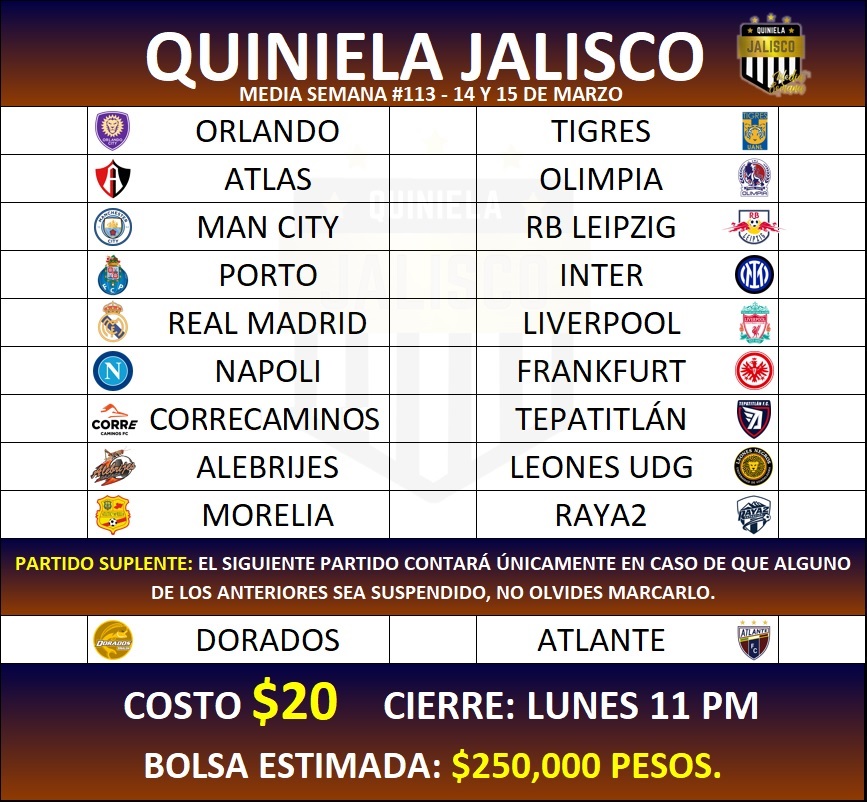 QUINIELA JALISCO
MEDIA SEMANA #113 - 14 Y 15 DE MARZO
QUINIELA
JALISCO
Media
Semana
ORLANDO TIGRES
ATLAS OLIMPIA
MAN CITY RB LEIPZIG
PORTO INTER
REAL MADRID LIVERPOOL
NAPOLI FRANKFURT
CORRECAMINOS TEPATITLÁN
ALEBRIJES LEONES UDG
MORELIA RAYA2
PARTIDO SUPLENTE: EL SIGUIENTE PARTIDO CONTARÁ ÚNICAMENTE EN CASO DE QUE ALGUNO
DE LOS ANTERIORES SEA SUSPENDIDO, NO OLVIDES MARCARLO.
DORADOS ATLANTE
COSTO $20 CIERRE: LUNES 11 PM
BOLSA ESTIMADA: $250,000 PESOS.